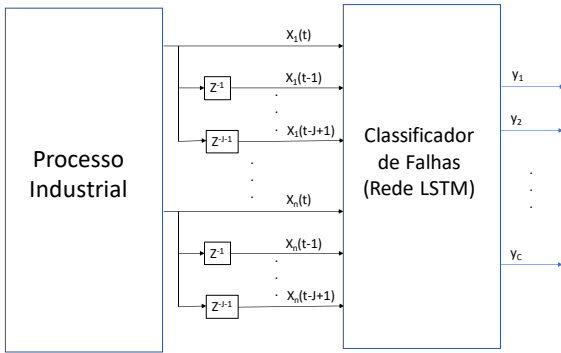 Processo
Industrial
X₁(t)
Z⁻¹
X₁(t-1)
Z⁻ᴶ⁻¹
X₁(t-J+1)
Xₙ(t)
Z⁻¹
Xₙ(t-1)
Z⁻ᴶ⁻¹
Xₙ(t-J+1)
Classificador
de Falhas
(Rede LSTM)
y₁
y₂
y_C